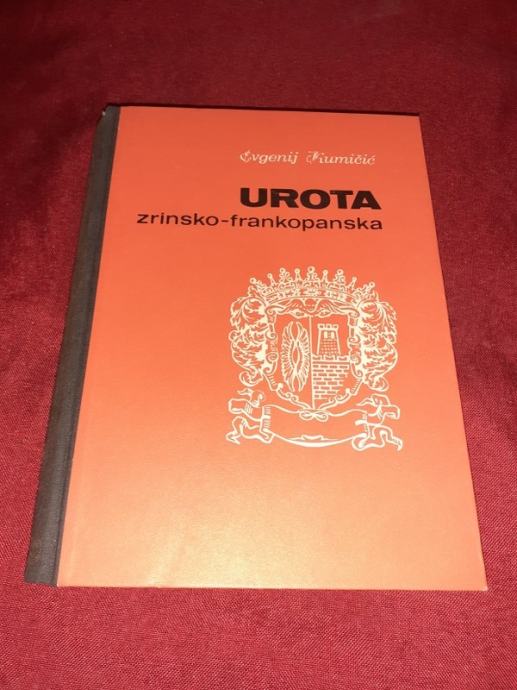 Evgenij Kumičić
UROTA
zrinsko-frankopanska